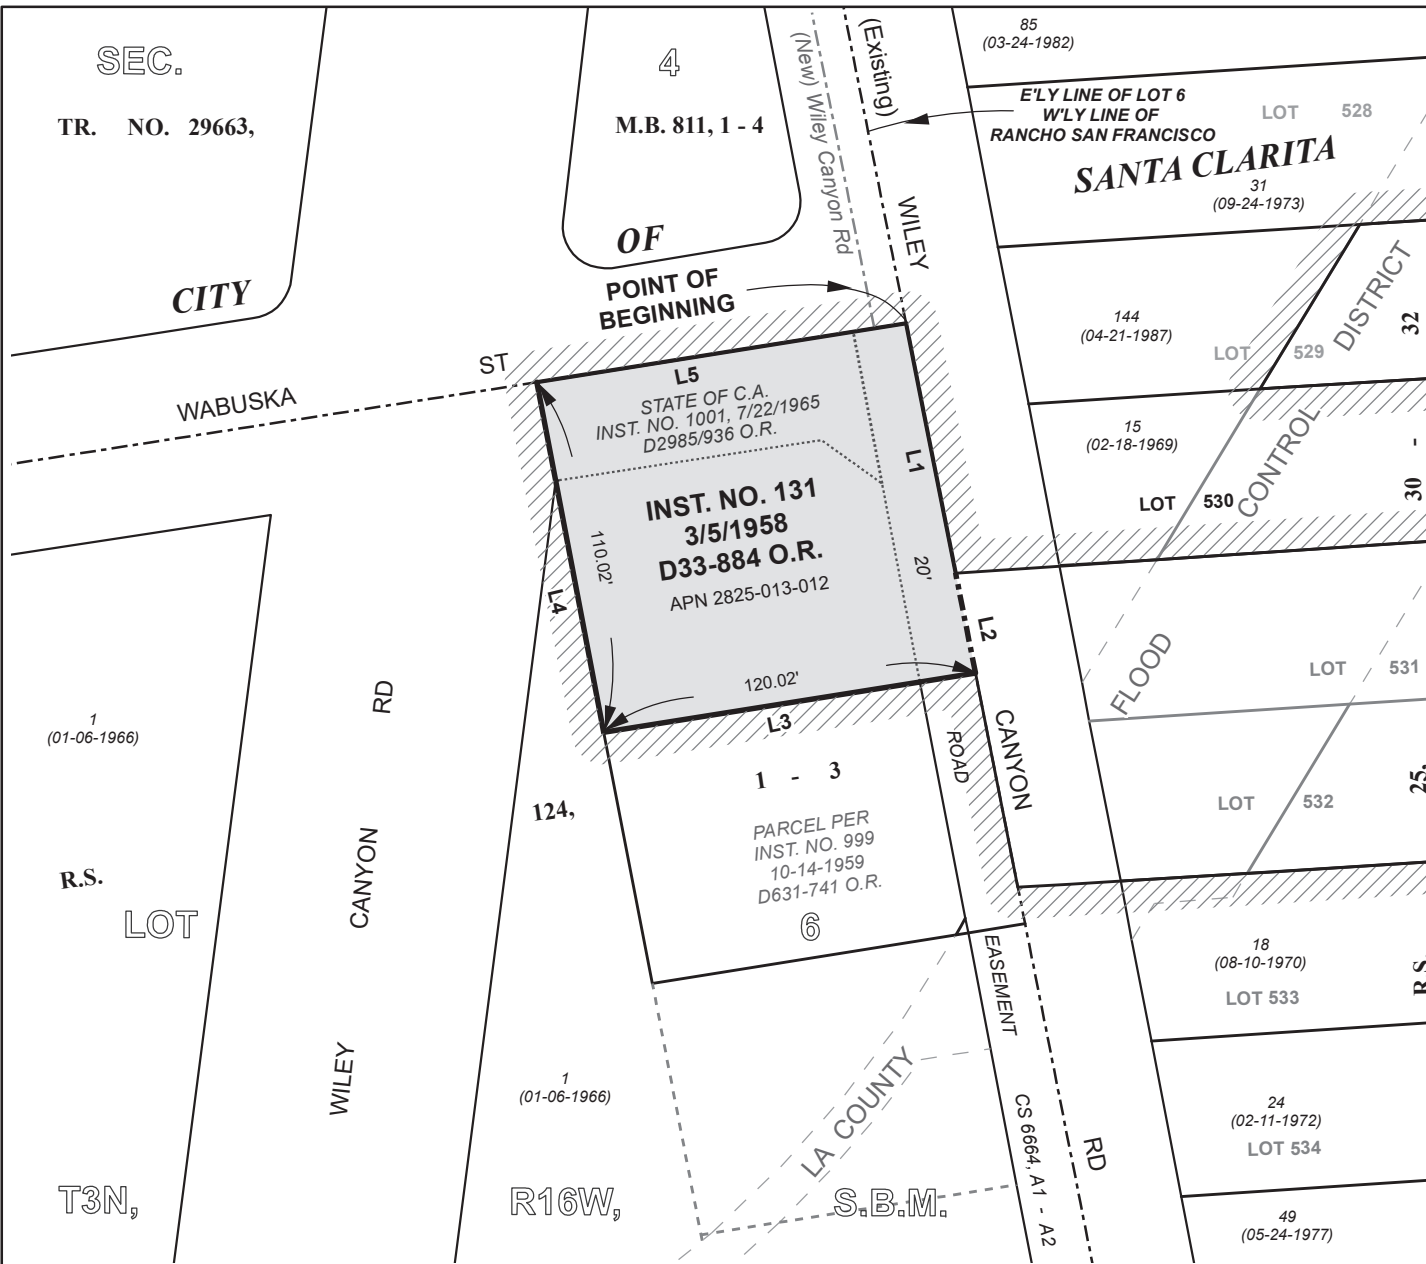 SEC.
TR. NO. 29663,
4
M.B. 811, 1 - 4
(New) Wiley Canyon Rd
(Existing)
85
(03-24-1982)
E'LY LINE OF LOT 6
W'LY LINE OF
RANCHO SAN FRANCISCO
LOT 528
SANTA CLARITA
31
(09-24-1973)
OF
CITY
WILEY
POINT OF
BEGINNING
144
(04-21-1987)
LOT 529
DISTRICT
32
ST
WABUSKA
L5
STATE OF C.A.
INST. NO. 1001, 7/22/1965
D2985/936 O.R.
L1
15
(02-18-1969)
LOT 530
CONTROL
30 -
INST. NO. 131
3/5/1958
D33-884 O.R.
APN 2825-013-012
110.02'
L4
20'
L2
120.02'
L3
FLOOD
LOT 531
1
(01-06-1966)
RD
CANYON
WILEY
124,
1 - 3
PARCEL PER
INST. NO. 999
10-14-1959
D631-741 O.R.
6
ROAD
CANYON
LOT 532
25,
R.S.
LOT
EASEMENT
18
(08-10-1970)
LOT 533
R.S.
1
(01-06-1966)
LA COUNTY
CS 6664, A1 - A2
RD
24
(02-11-1972)
LOT 534
T3N,
R16W,
S.B.M.
49
(05-24-1977)